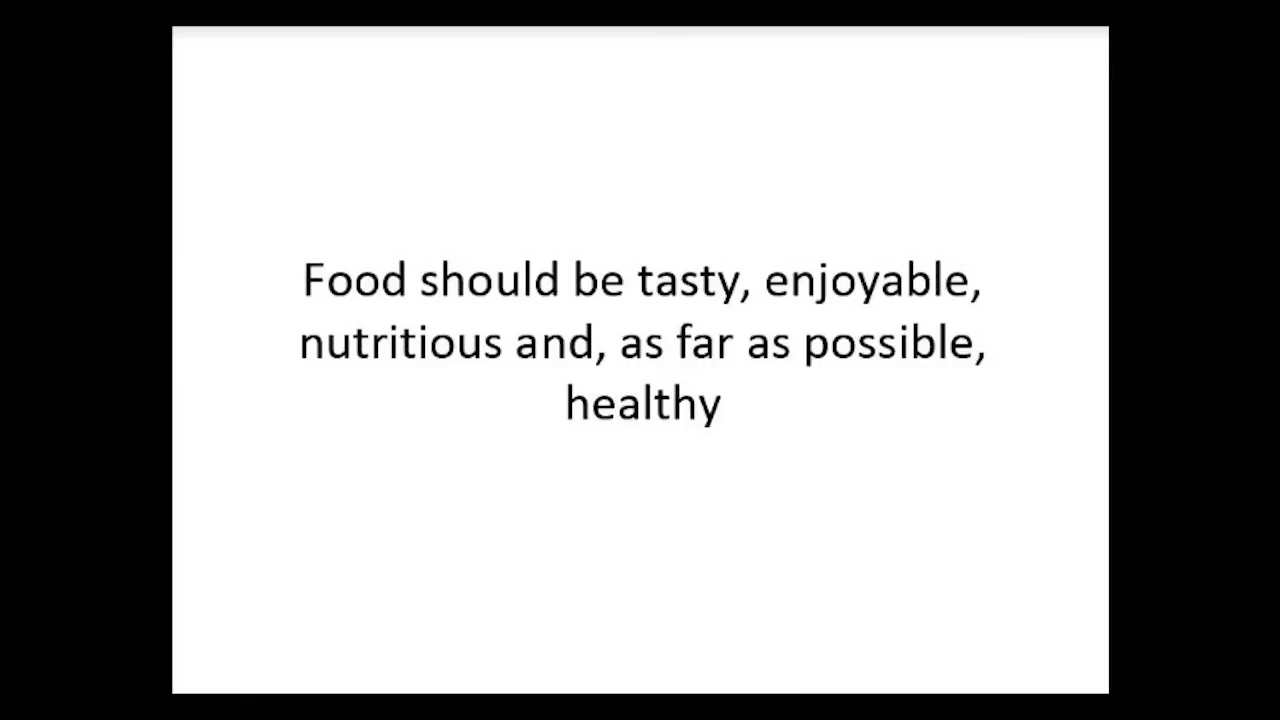 Food should be tasty, enjoyable,
nutritious and, as far as possible,
healthy